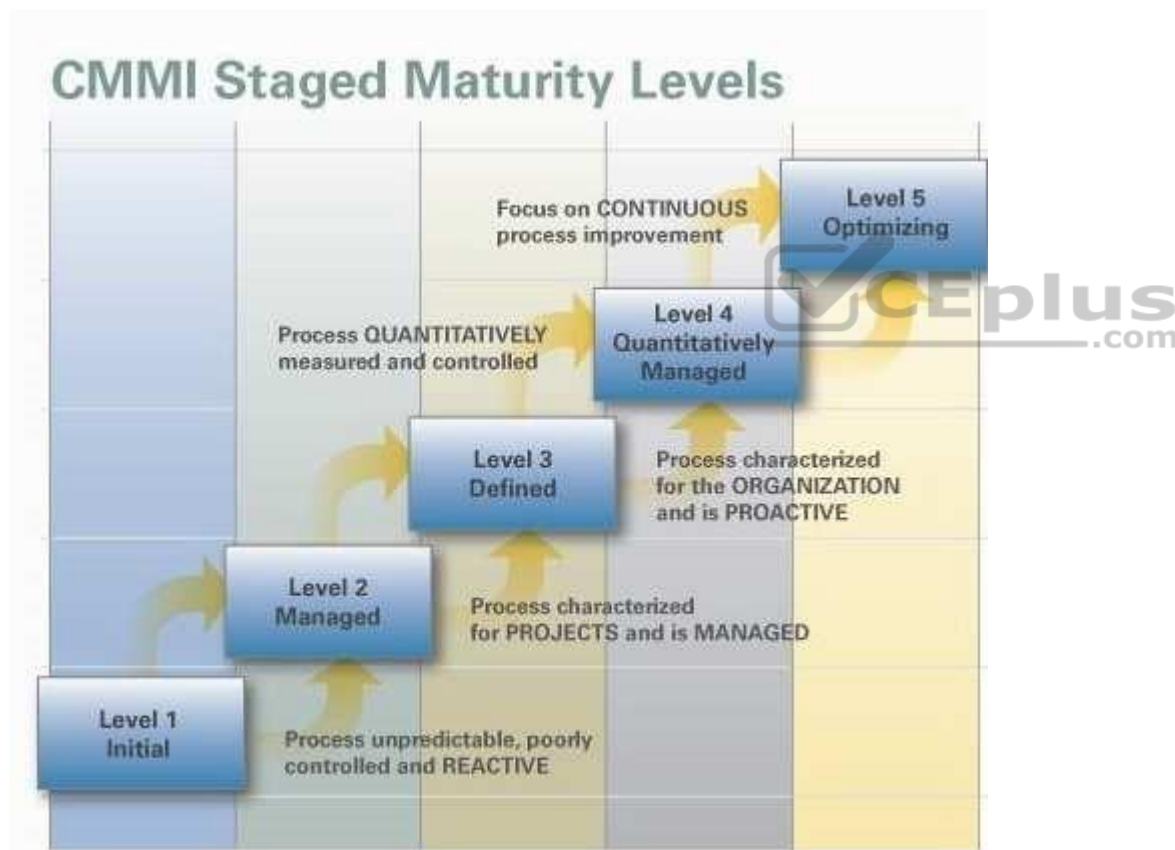 CMMI Staged Maturity Levels
Focus on CONTINUOUS
process improvement
Level 5
Optimizing
CEplus
.com
Process QUANTITATIVELY
measured and controlled
Level 4
Quantitatively
Managed
Level 3
Defined
Process characterized
for the ORGANIZATION
and is PROACTIVE
Level 2
Managed
Process characterized
for PROJECTS and is MANAGED
Level 1
Initial
Process unpredictable, poorly
controlled and REACTIVE